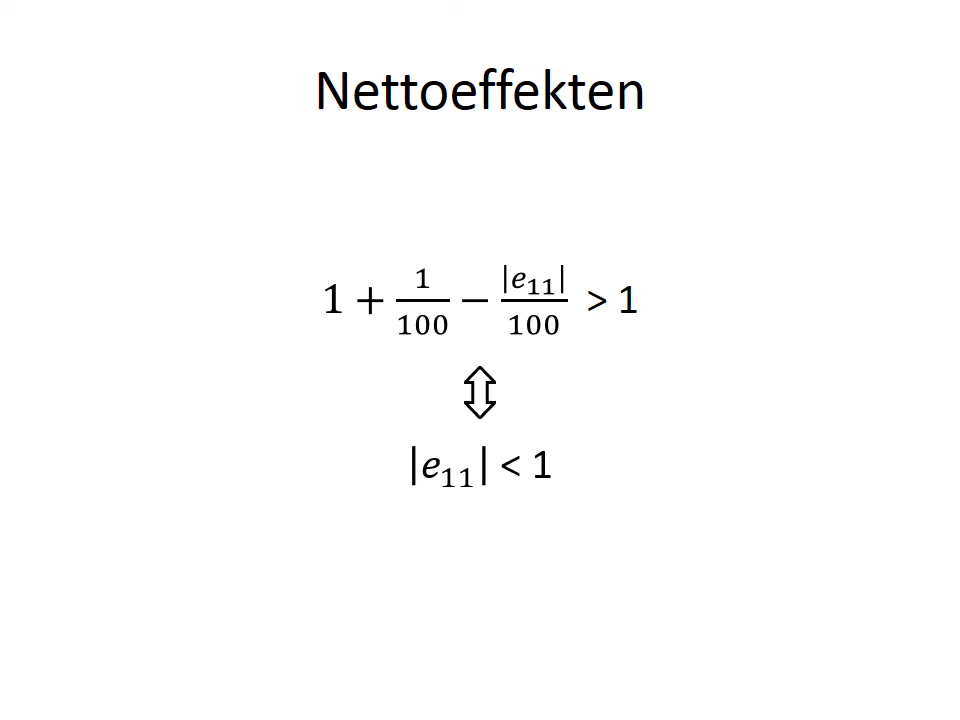 Nettoeffekten
1 + 1/100 − |e₁₁|/100 > 1
⇕
|e₁₁| < 1